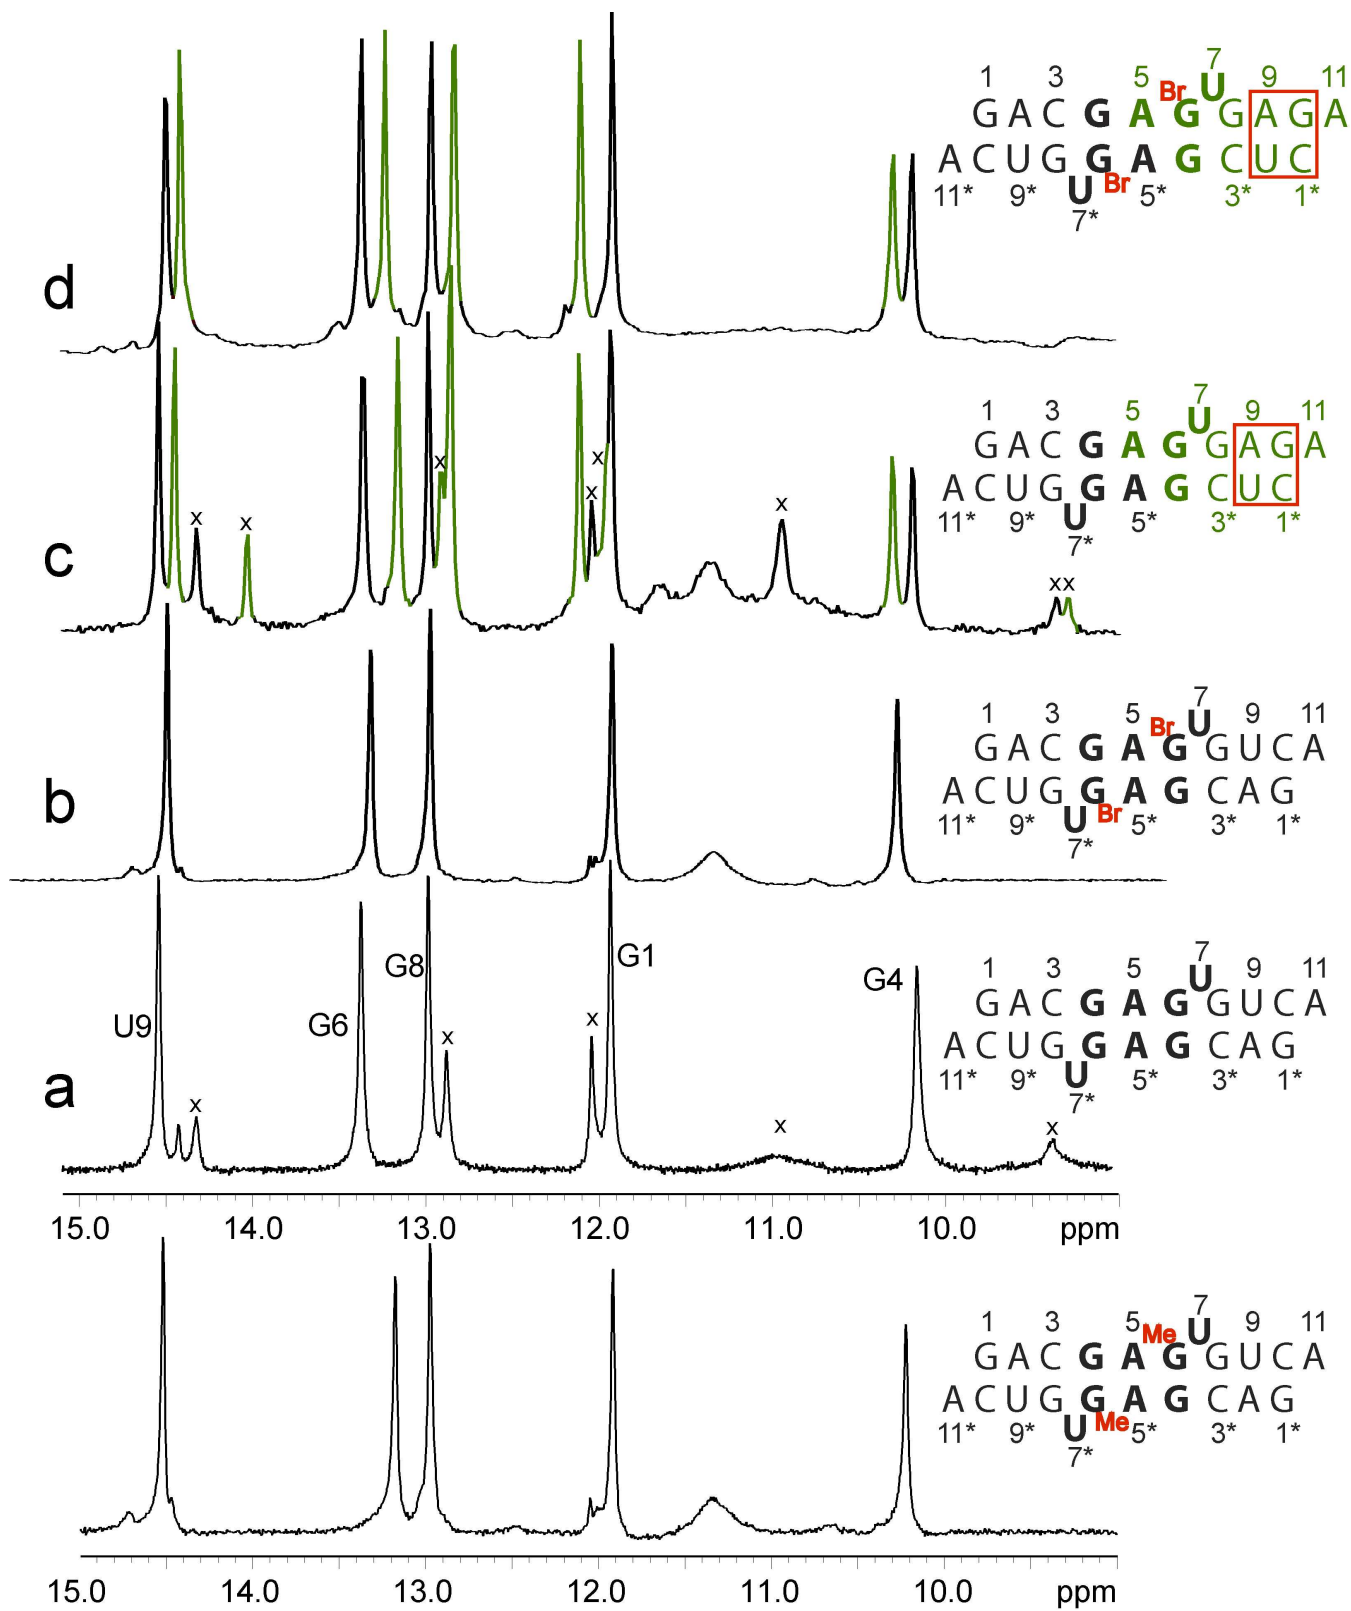 7
1 3 5 9 11
Br U
G A C G A G G A G A
A C U G G A G C U C
U Br
11* 9* 5* 3* 1*
7*
d
7
1 3 5 9 11
U
G A C G A G G A G A
A C U G G A G C U C
U
11* 9* 5* 3* 1*
7*
x x x x x x xx
c
7
1 3 5 9 11
Br U
G A C G A G G U C A
A C U G G A G C A G
U Br
11* 9* 5* 3* 1*
7*
b
7
1 3 5 9 11
U
G A C G A G G U C A
A C U G G A G C A G
U
11* 9* 5* 3* 1*
7*
U9 G6 G8 G1 G4
x x x x x
a
15.0 14.0 13.0 12.0 11.0 10.0 ppm
7
1 3 5 9 11
Me U
G A C G A G G U C A
A C U G G A G C A G
U Me
11* 9* 5* 3* 1*
7*
15.0 14.0 13.0 12.0 11.0 10.0 ppm